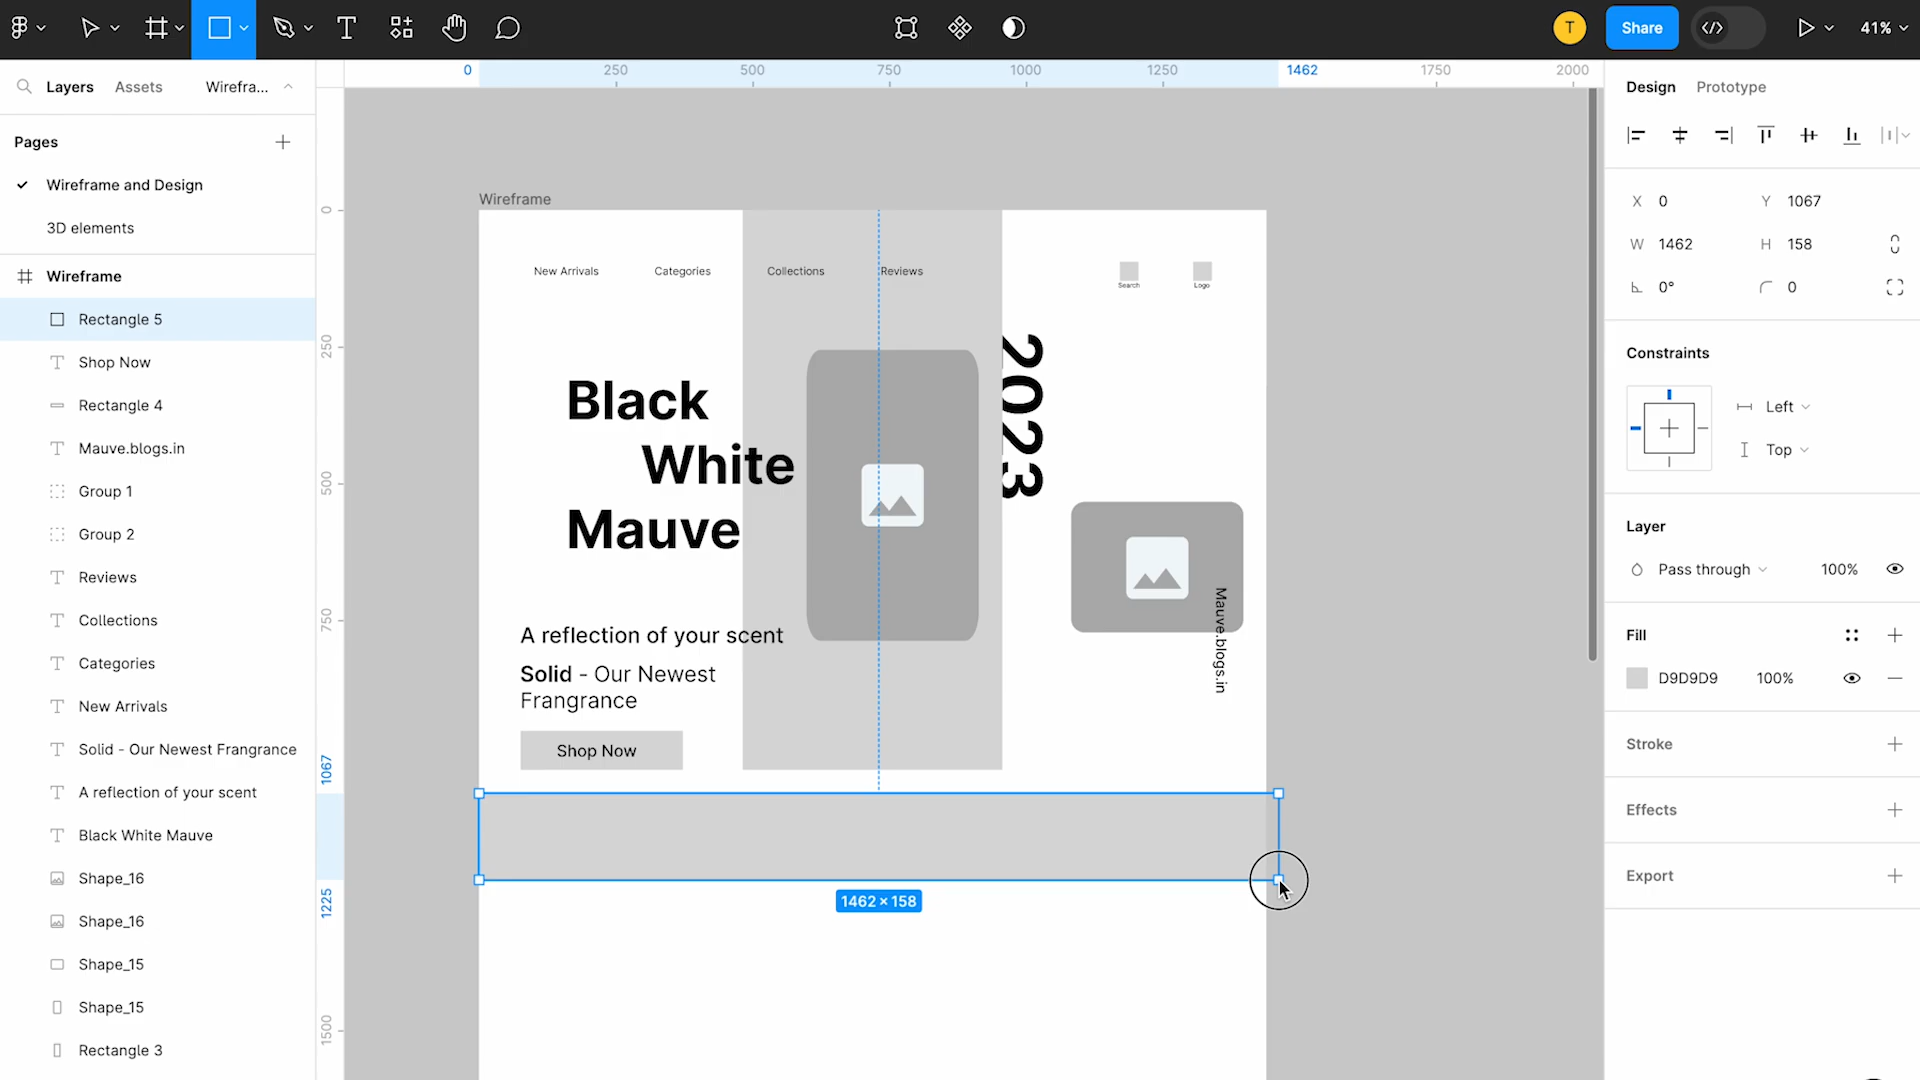 T
Share
41%
Layers
Assets
Wirefra...
Pages
Wireframe and Design
3D elements
Wireframe
Rectangle 5
Shop Now
Rectangle 4
Mauve.blogs.in
Group 1
Group 2
Reviews
Collections
Categories
New Arrivals
Solid - Our Newest Frangrance
A reflection of your scent
Black White Mauve
Shape_16
Shape_16
Shape_15
Shape_15
Rectangle 3
0
250
500
750
1000
1250
1462
1750
2000
0
250
500
750
1067
1225
1500
Wireframe
New Arrivals
Categories
Collections
Reviews
Search
Logo
Black
White
Mauve
2023
A reflection of your scent
Solid - Our Newest
Frangrance
Shop Now
Mauve.blogs.in
1462 × 158
Design
Prototype
X 0
Y 1067
W 1462
H 158
0°
0
Constraints
Left
Top
Layer
Pass through
100%
Fill
D9D9D9
100%
Stroke
Effects
Export